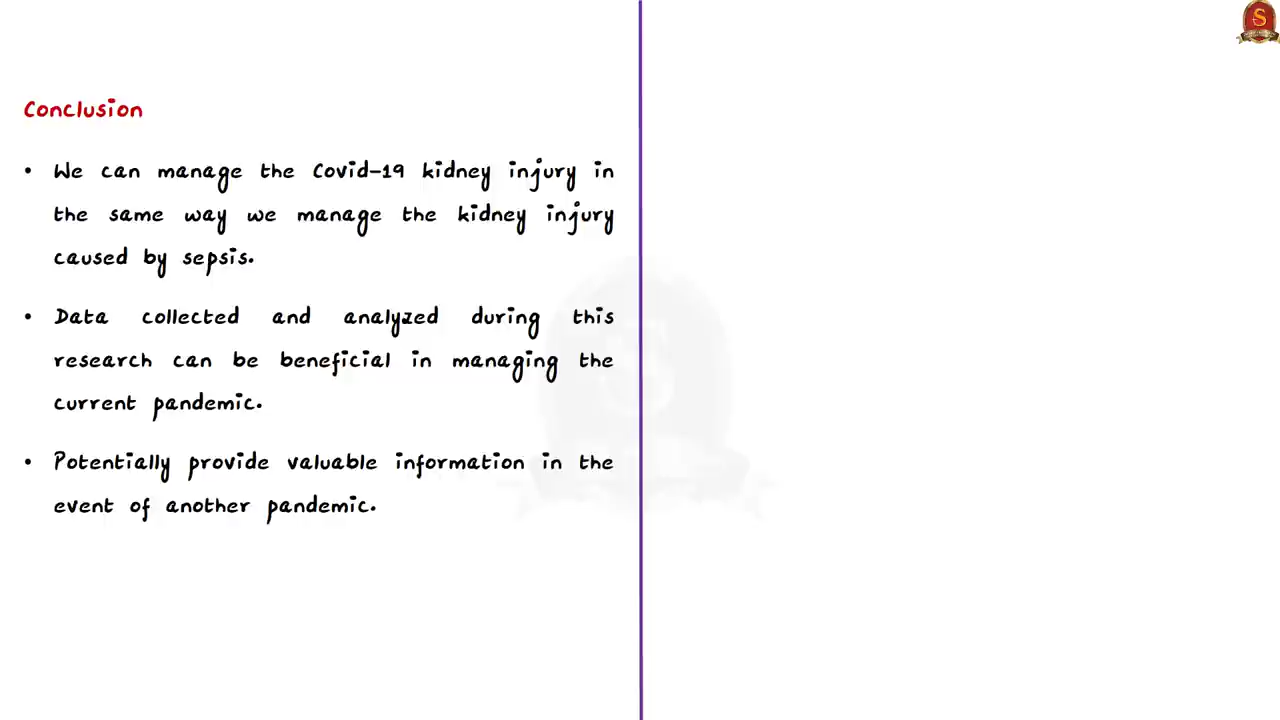 Conclusion
• We can manage the Covid-19 kidney injury in
the same way we manage the kidney injury
caused by sepsis.
• Data collected and analyzed during this
research can be beneficial in managing the
current pandemic.
• Potentially provide valuable information in the
event of another pandemic.
S